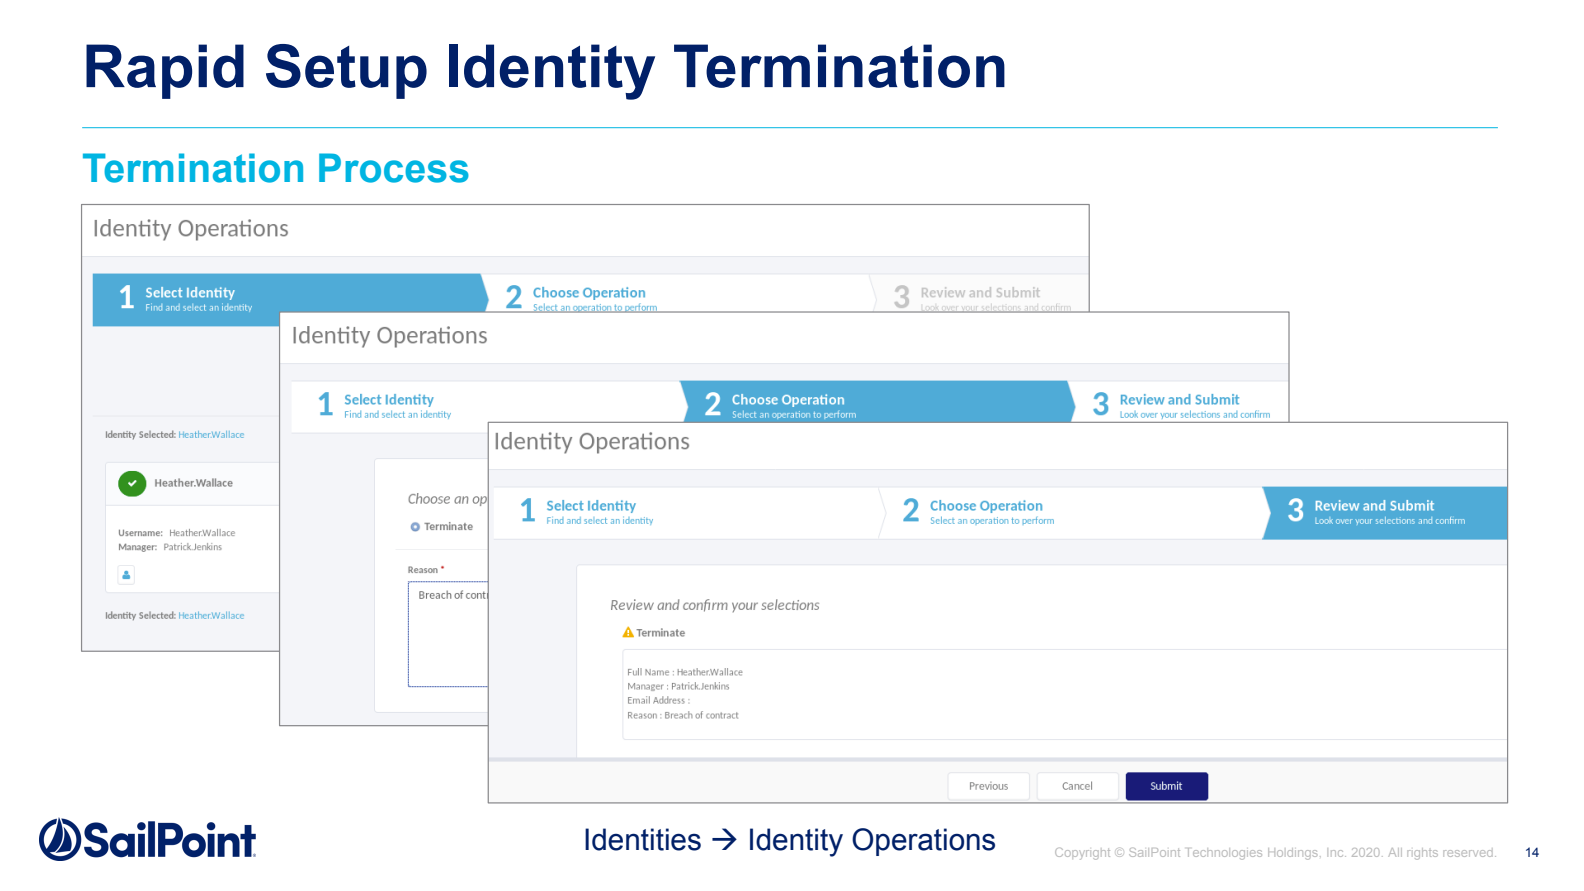 Rapid Setup Identity Termination
Termination Process
Identity Operations
1 Select Identity
Find and select an identity
2 Choose Operation
Select an operation to perform
3 Review and Submit
Look over your selections and confirm
Identity Selected: Heather.Wallace
Heather.Wallace
Username: Heather.Wallace
Manager: Patrick.Jenkins
Identity Selected: Heather.Wallace
Identity Operations
1 Select Identity
Find and select an identity
2 Choose Operation
Select an operation to perform
3 Review and Submit
Look over your selections and confirm
Choose an op
Terminate
Reason *
Breach of contr
Identity Operations
1 Select Identity
Find and select an identity
2 Choose Operation
Select an operation to perform
3 Review and Submit
Look over your selections and confirm
Review and confirm your selections
Terminate
Full Name : Heather.Wallace
Manager : Patrick.Jenkins
Email Address :
Reason : Breach of contract
Previous
Cancel
Submit
SailPoint
Identities → Identity Operations
Copyright © SailPoint Technologies Holdings, Inc. 2020. All rights reserved.
14